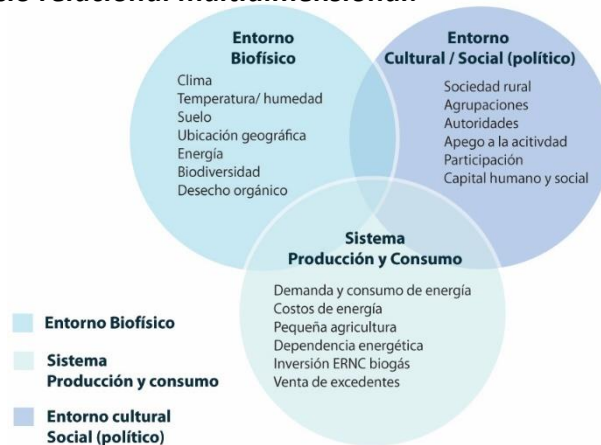 relacional multidimensional
Entorno
Biofísico
Clima
Temperatura/ humedad
Suelo
Ubicación geográfica
Energía
Biodiversidad
Desecho orgánico
Entorno
Cultural / Social (político)
Sociedad rural
Agrupaciones
Autoridades
Apego a la acitivdad
Participación
Capital humano y social
Sistema
Producción y Consumo
Demanda y consumo de energía
Costos de energía
Pequeña agricultura
Dependencia energética
Inversión ERNC biogás
Venta de excedentes
Entorno Biofísico
Sistema
Producción y consumo
Entorno cultural
Social (político)